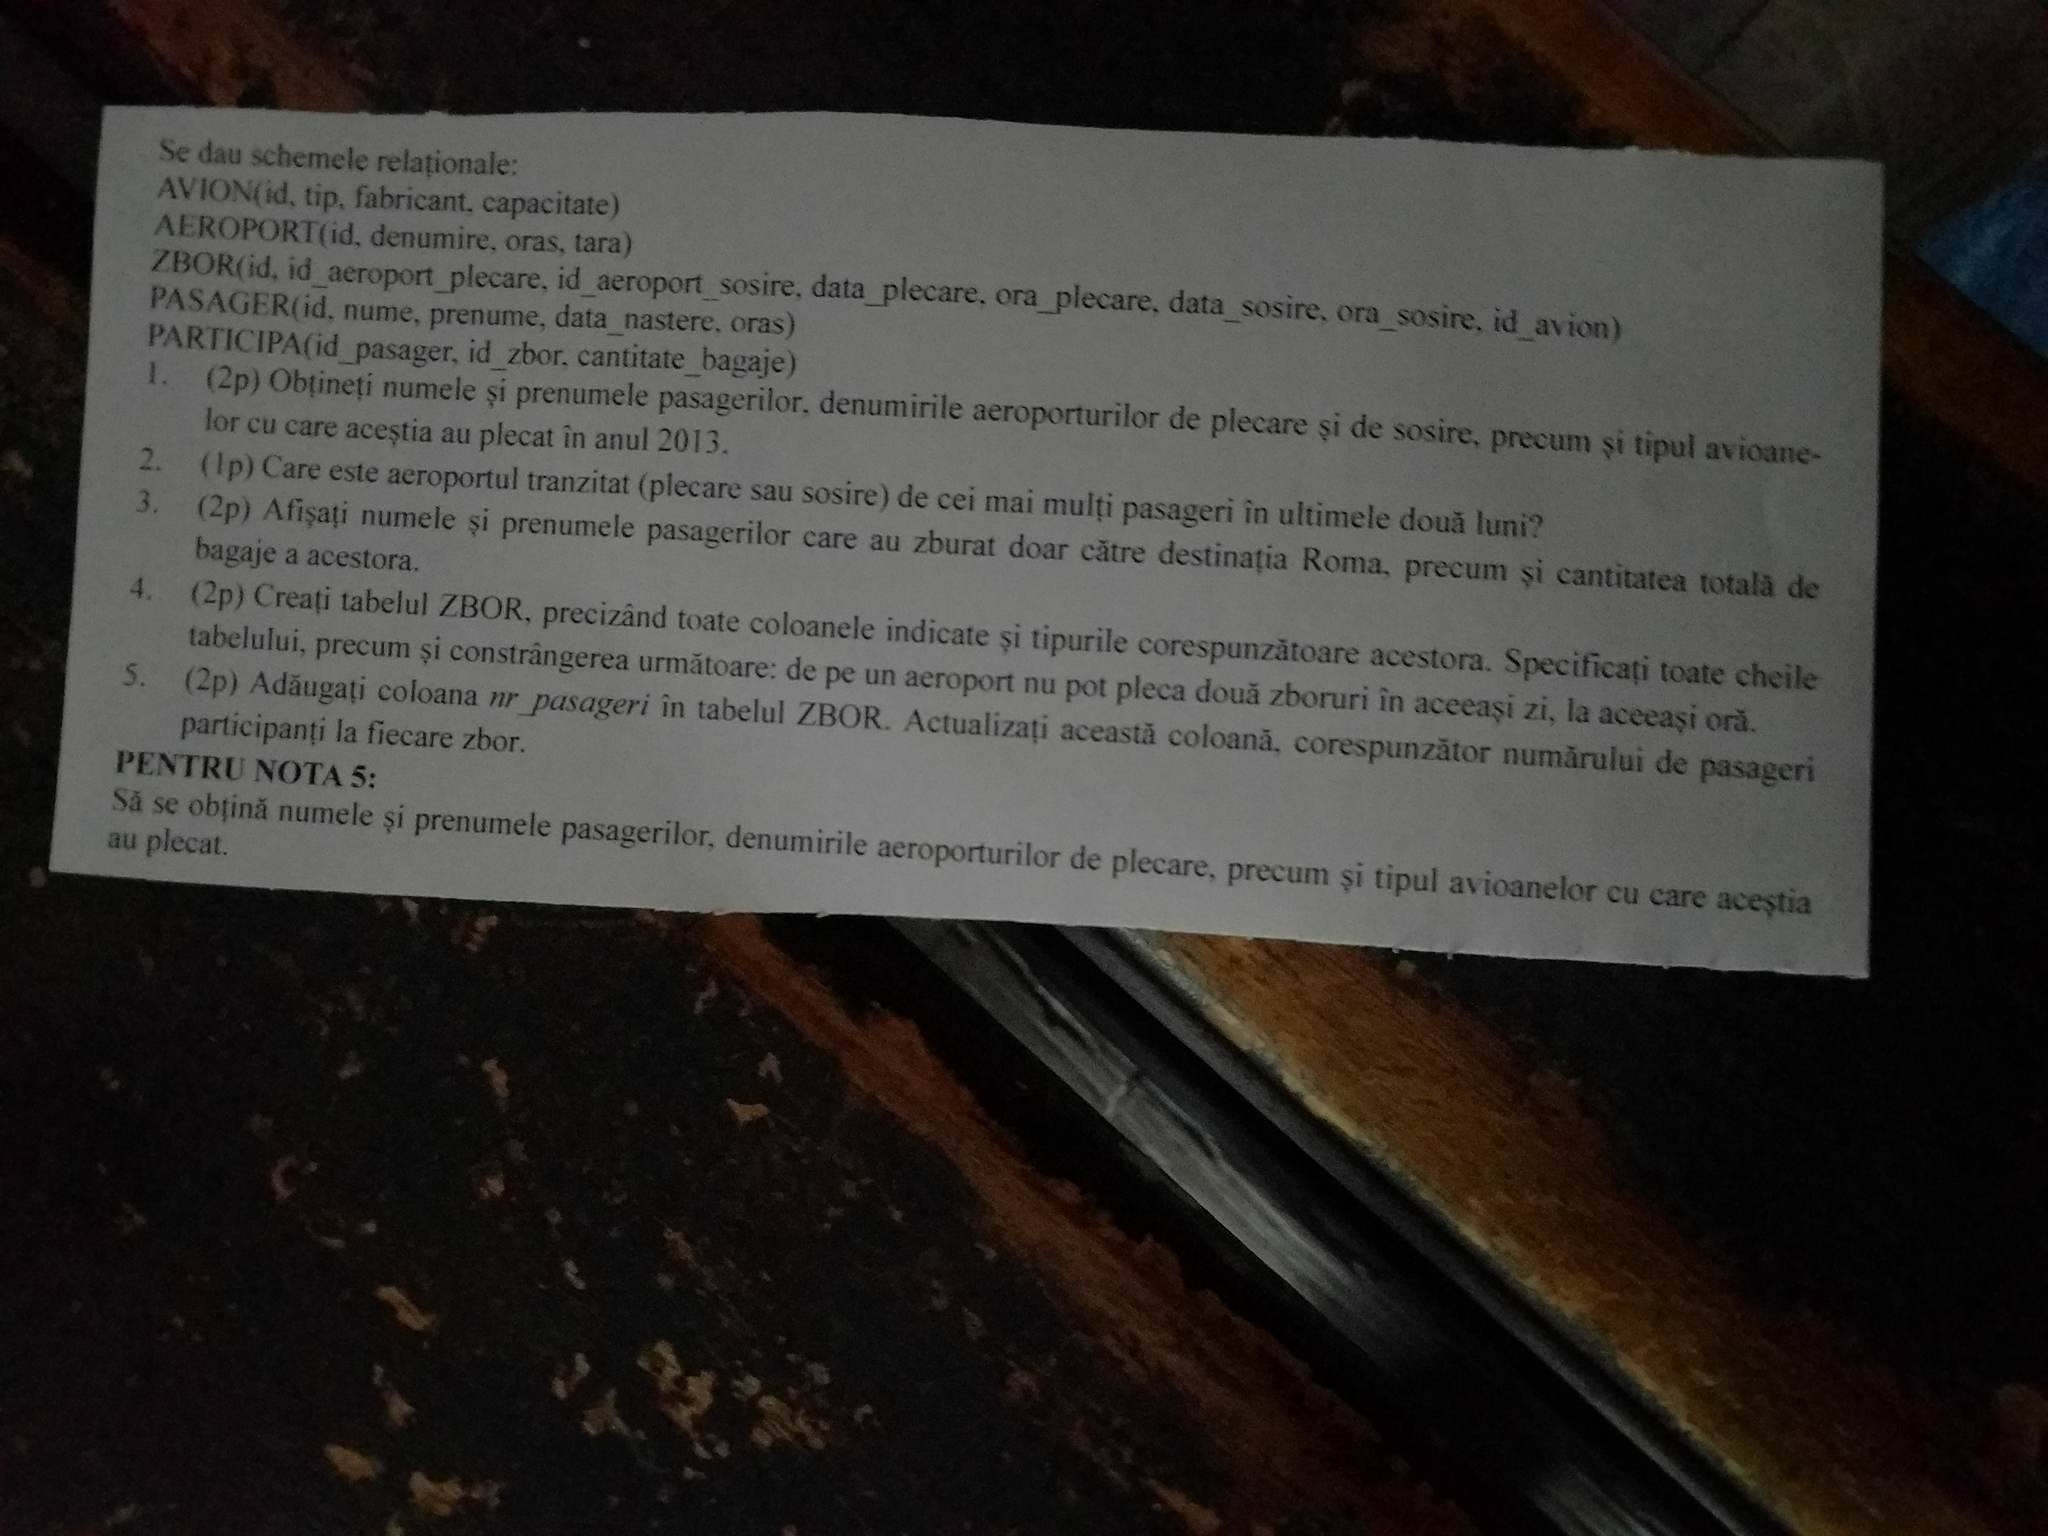 Se dau schemele relaționale:
AVION(id, tip, fabricant, capacitate)
AEROPORT(id, denumire, oras, tara)
ZBOR(id, id_aeroport_plecare, id_aeroport_sosire, data_plecare, ora_plecare, data_sosire, ora_sosire, id_avion)
PASAGER(id, nume, prenume, data_nastere, oras)
PARTICIPA(id_pasager, id_zbor, cantitate_bagaje)
1. (2p) Obțineți numele și prenumele pasagerilor, denumirile aeroporturilor de plecare și de sosire, precum și tipul avioane-
lor cu care aceștia au plecat în anul 2013.
2. (1p) Care este aeroportul tranzitat (plecare sau sosire) de cei mai mulți pasageri în ultimele două luni?
3. (2p) Afișați numele și prenumele pasagerilor care au zburat doar către destinația Roma, precum și cantitatea totală de
bagaje a acestora.
4. (2p) Creați tabelul ZBOR, precizând toate coloanele indicate și tipurile corespunzătoare acestora. Specificați toate cheile
tabelului, precum și constrângerea următoare: de pe un aeroport nu pot pleca două zboruri în aceeași zi, la aceeași oră.
5. (2p) Adăugați coloana nr_pasageri în tabelul ZBOR. Actualizați această coloană, corespunzător numărului de pasageri
participanți la fiecare zbor.
PENTRU NOTA 5:
Să se obțină numele și prenumele pasagerilor, denumirile aeroporturilor de plecare, precum și tipul avioanelor cu care aceștia
au plecat.